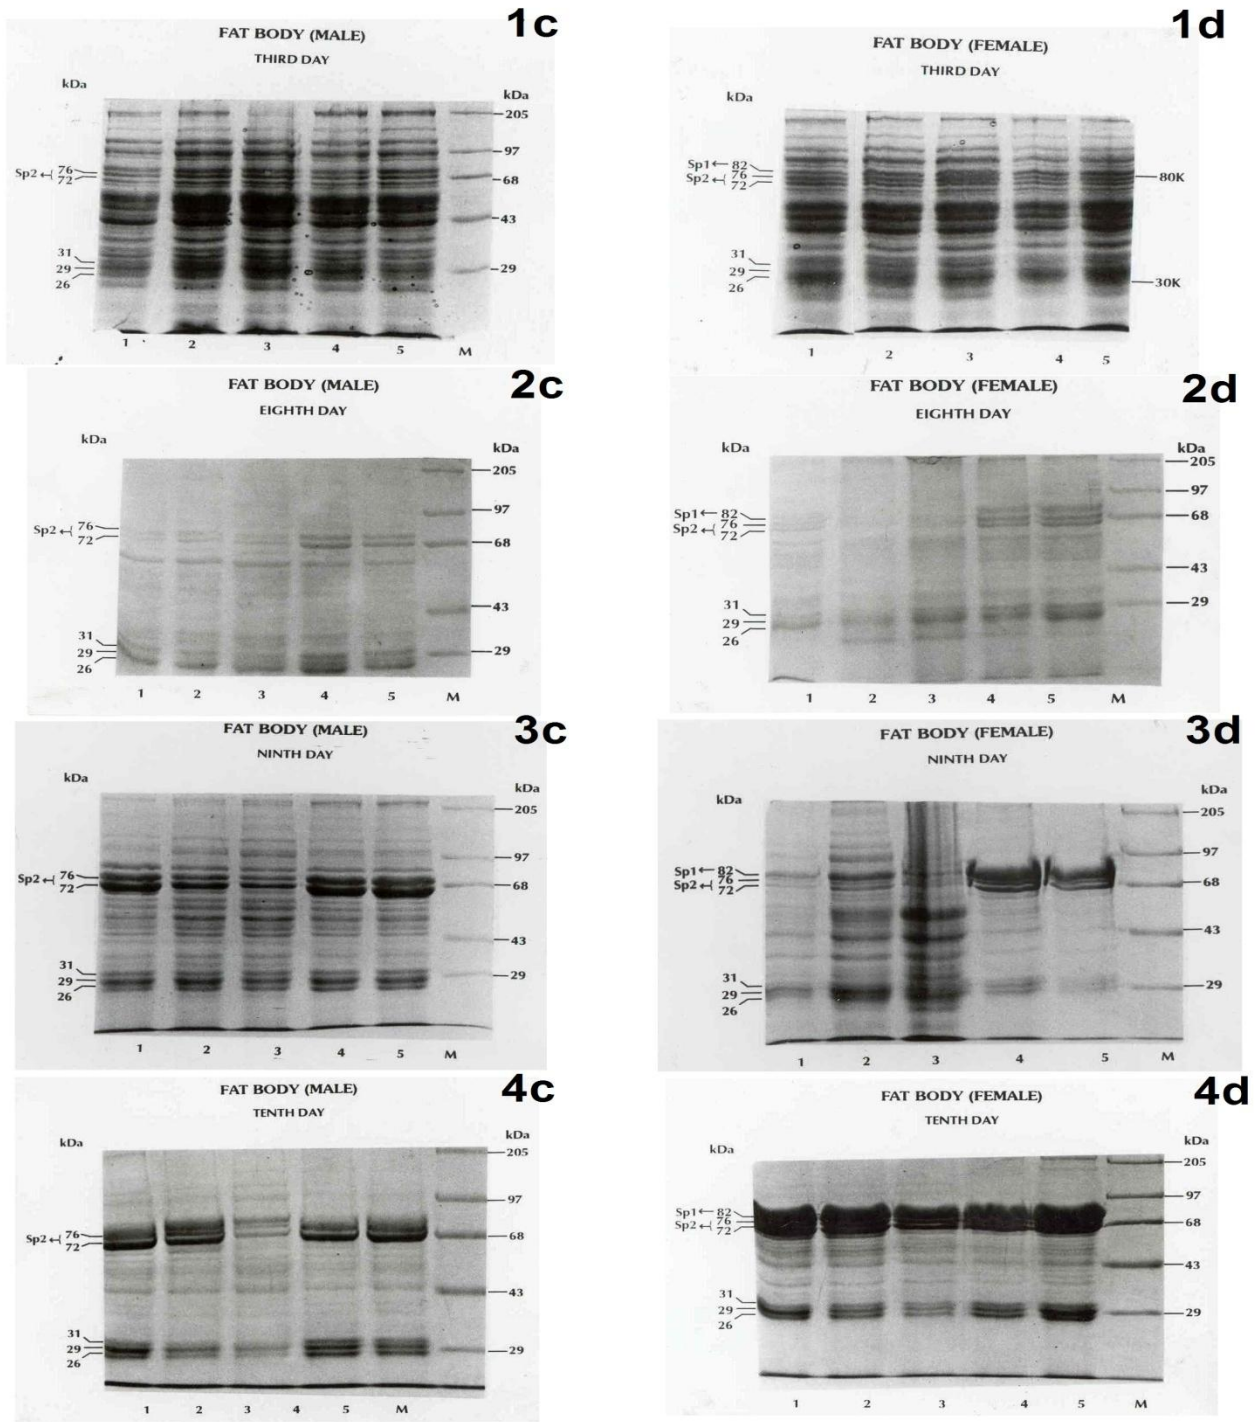 1c
FAT BODY (MALE)
THIRD DAY
kDa
kDa
205
97
Sp2 76
72
68
43
31
29
29
26
1 2 3 4 5 M
1d
FAT BODY (FEMALE)
THIRD DAY
kDa
Sp1 82
Sp2 76
72
80K
31
29
26
30K
1 2 3 4 5
2c
FAT BODY (MALE)
EIGHTH DAY
kDa
kDa
205
97
Sp2 76
72
68
43
31
29
29
26
1 2 3 4 5 M
2d
FAT BODY (FEMALE)
EIGHTH DAY
kDa
kDa
205
97
Sp1 82
68
Sp2 76
72
43
31
29
29
26
1 2 3 4 5 M
3c
FAT BODY (MALE)
NINTH DAY
kDa
kDa
205
97
Sp2 76
72
68
43
31
29
29
26
1 2 3 4 5 M
3d
FAT BODY (FEMALE)
NINTH DAY
kDa
kDa
205
97
Sp1 82
Sp2 76
72
68
43
31
29
29
26
1 2 3 4 5 M
4c
FAT BODY (MALE)
TENTH DAY
kDa
kDa
205
97
Sp2 76
72
68
43
31
29
29
26
1 2 3 4 5 M
4d
FAT BODY (FEMALE)
TENTH DAY
kDa
kDa
205
97
Sp1 82
Sp2 76
72
68
43
31
29
29
26
1 2 3 4 5 M